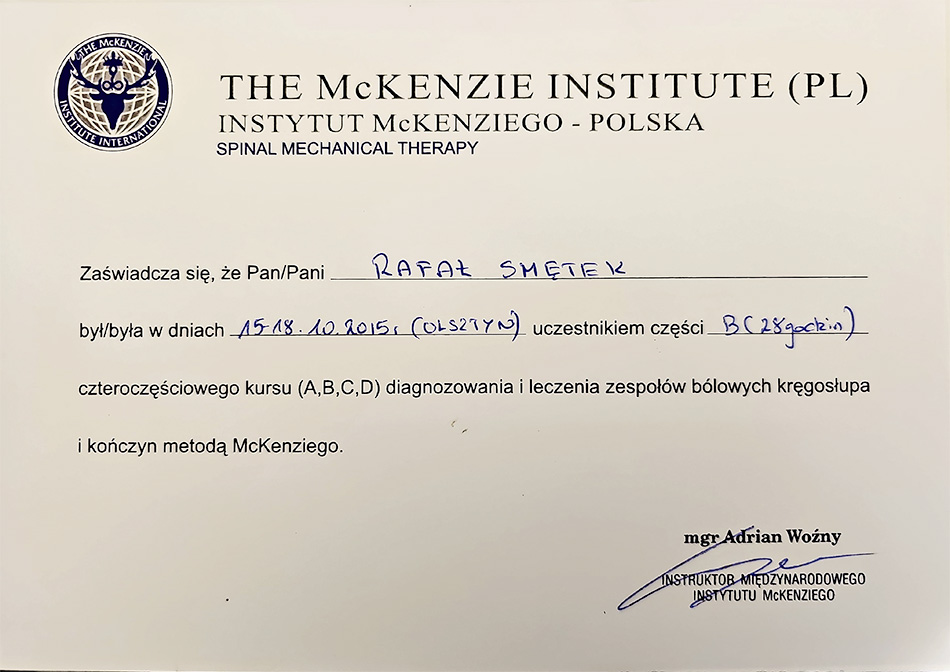 THE McKENZIE
INSTITUTE INTERNATIONAL
THE McKENZIE INSTITUTE (PL)
INSTYTUT McKENZIEGO - POLSKA
SPINAL MECHANICAL THERAPY
Zaświadcza się, że Pan/Pani RAFAŁ SMĘTEK
był/była w dniach 15-18.10.2015r (OLSZTYN) uczestnikiem części B (28 godzin)
czteroczęściowego kursu (A,B,C,D) diagnozowania i leczenia zespołów bólowych kręgosłupa
i kończyn metodą McKenziego.
mgr Adrian Woźny
INSTRUKTOR MIĘDZYNARODOWEGO
INSTYTUTU McKENZIEGO